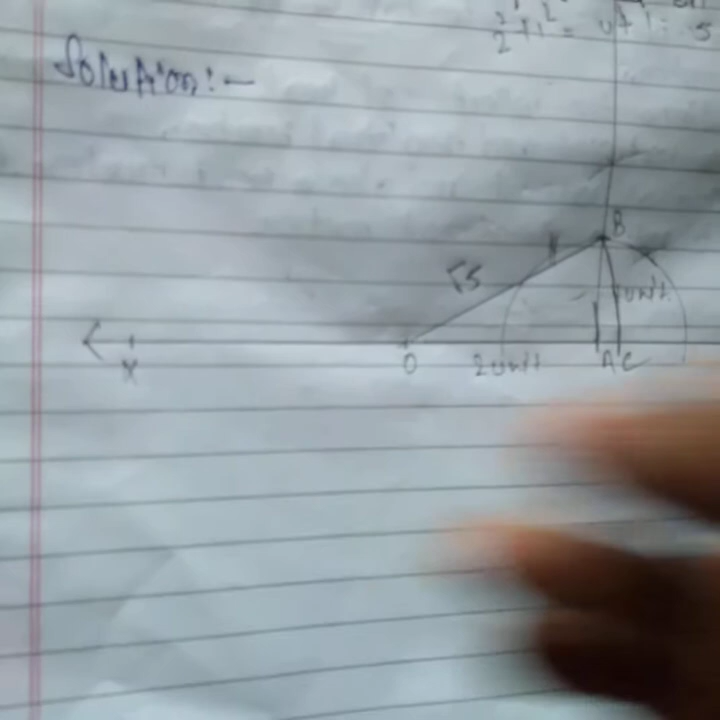 2² + 1² = 4+1 = 5
Solution:-
B
√5
1 unit
X
O
2 unit
A C